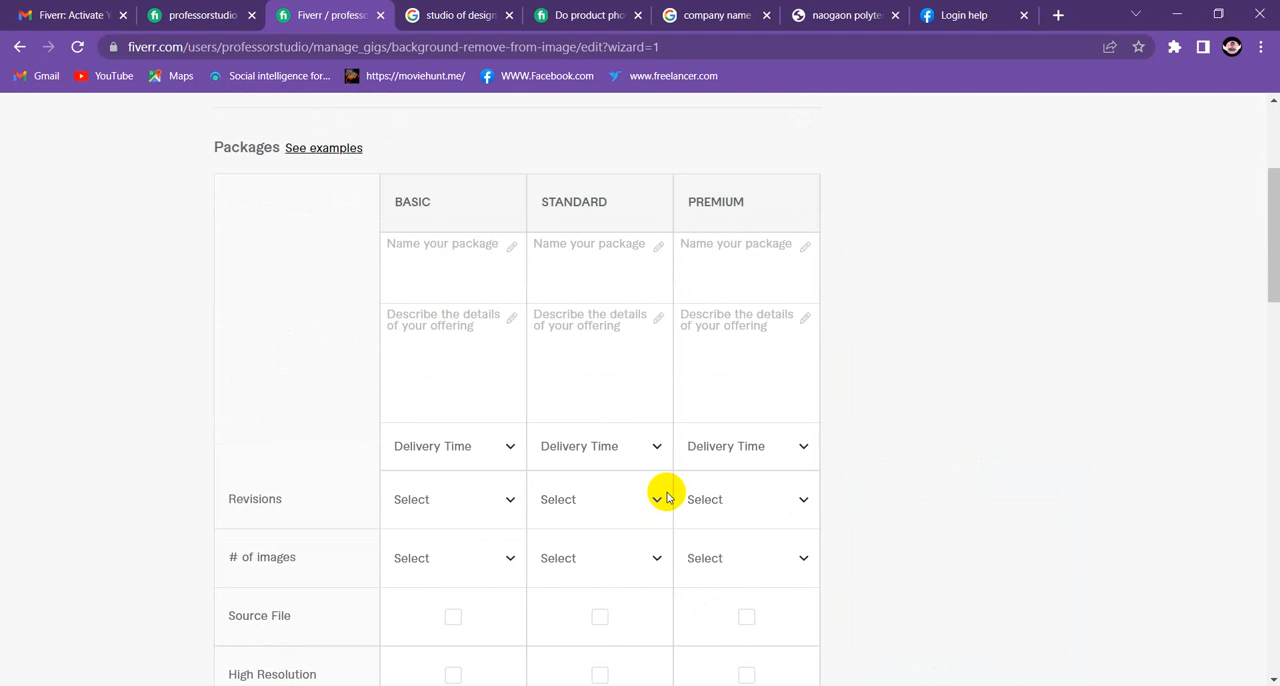 Fiverr: Activate Y
professorstudio
Fiverr / professo
studio of design
Do product pho
company name
naogaon polyte
Login help
fiverr.com/users/professorstudio/manage_gigs/background-remove-from-image/edit?wizard=1
Gmail
YouTube
Maps
Social intelligence for...
https://moviehunt.me/
WWW.Facebook.com
www.freelancer.com
Packages See examples
BASIC STANDARD PREMIUM
Name your package Name your package Name your package
Describe the details Describe the details Describe the details
of your offering of your offering of your offering
Delivery Time Delivery Time Delivery Time
Revisions Select Select Select
# of images Select Select Select
Source File
High Resolution